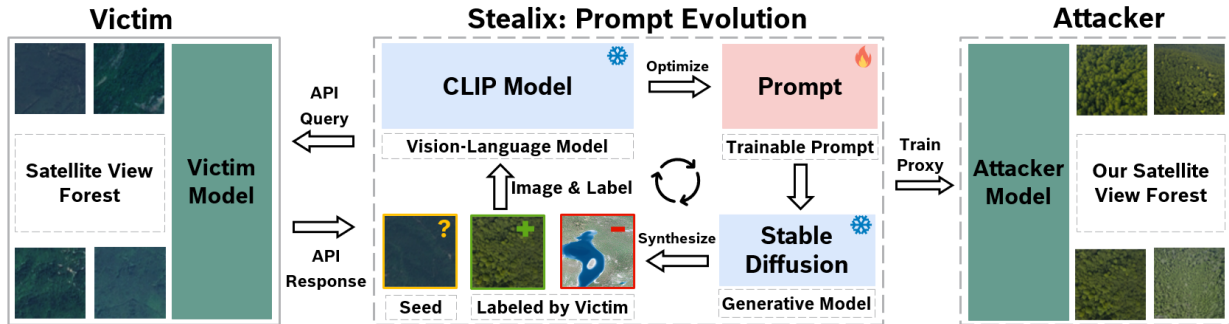 Victim
Satellite View
Forest
Victim
Model
API
Query
API
Response
Stealix: Prompt Evolution
CLIP Model
Vision-Language Model
Optimize
Prompt
Trainable Prompt
Image & Label
?
+
-
Seed
Labeled by Victim
Synthesize
Stable
Diffusion
Generative Model
Train
Proxy
Attacker
Attacker
Model
Our Satellite
View Forest